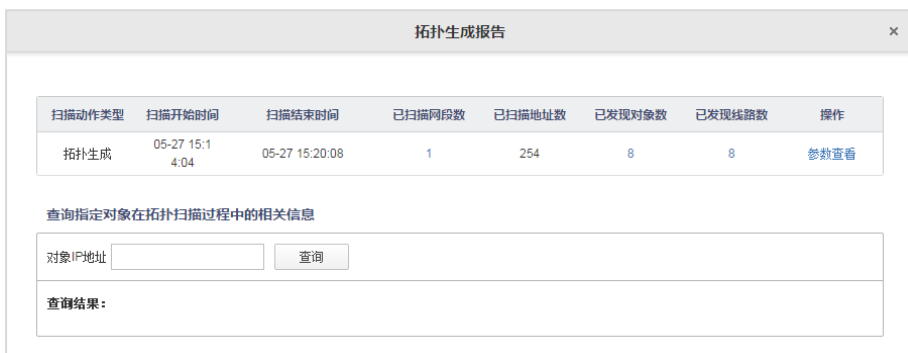 拓扑生成报告 ×
扫描动作类型 扫描开始时间 扫描结束时间 已扫描网段数 已扫描地址数 已发现对象数 已发现线路数 操作
拓扑生成 05-27 15:1
4:04 05-27 15:20:08 1 254 8 8 参数查看
查询指定对象在拓扑扫描过程中的相关信息
对象IP地址 查询
查询结果：